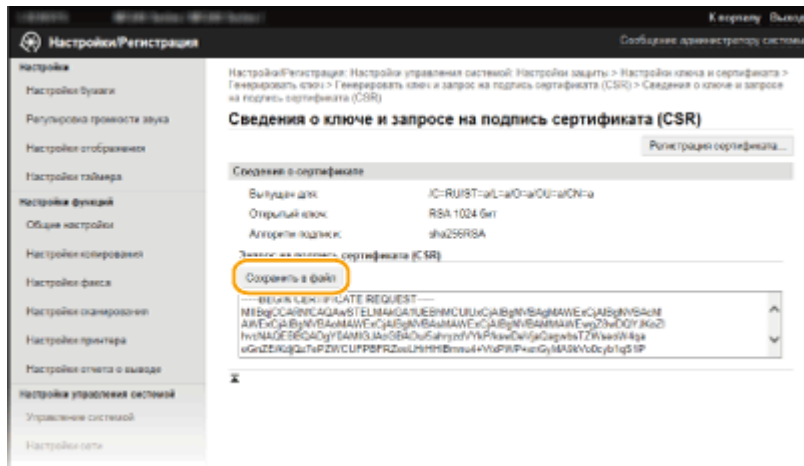 К порталу Выход
Настройки/Регистрация
Сообщение администратору системы
Настройки
Настройки бумаги
Регулировка громкости звука
Настройки отображения
Настройки таймера
Настройки функций
Общие настройки
Настройки копирования
Настройки факса
Настройки сканирования
Настройки принтера
Настройки отчета о выводе
Настройки управления системой
Управление системой
Настройки сети
Настройки/Регистрация: Настройки управления системой: Настройки защиты > Настройки ключа и сертификата >
Генерировать ключ > Генерировать ключ и запрос на подпись сертификата (CSR) > Сведения о ключе и запросе
на подпись сертификата (CSR)
Сведения о ключе и запросе на подпись сертификата (CSR)
Регистрация сертификата...
Сведения о сертификате
Выпущен для: /C=RU/ST=a/L=a/O=a/OU=a/CN=a
Открытый ключ: RSA 1024 бит
Алгоритм подписи: sha256RSA
Запрос на подпись сертификата (CSR)
Сохранить в файл
-----BEGIN CERTIFICATE REQUEST-----